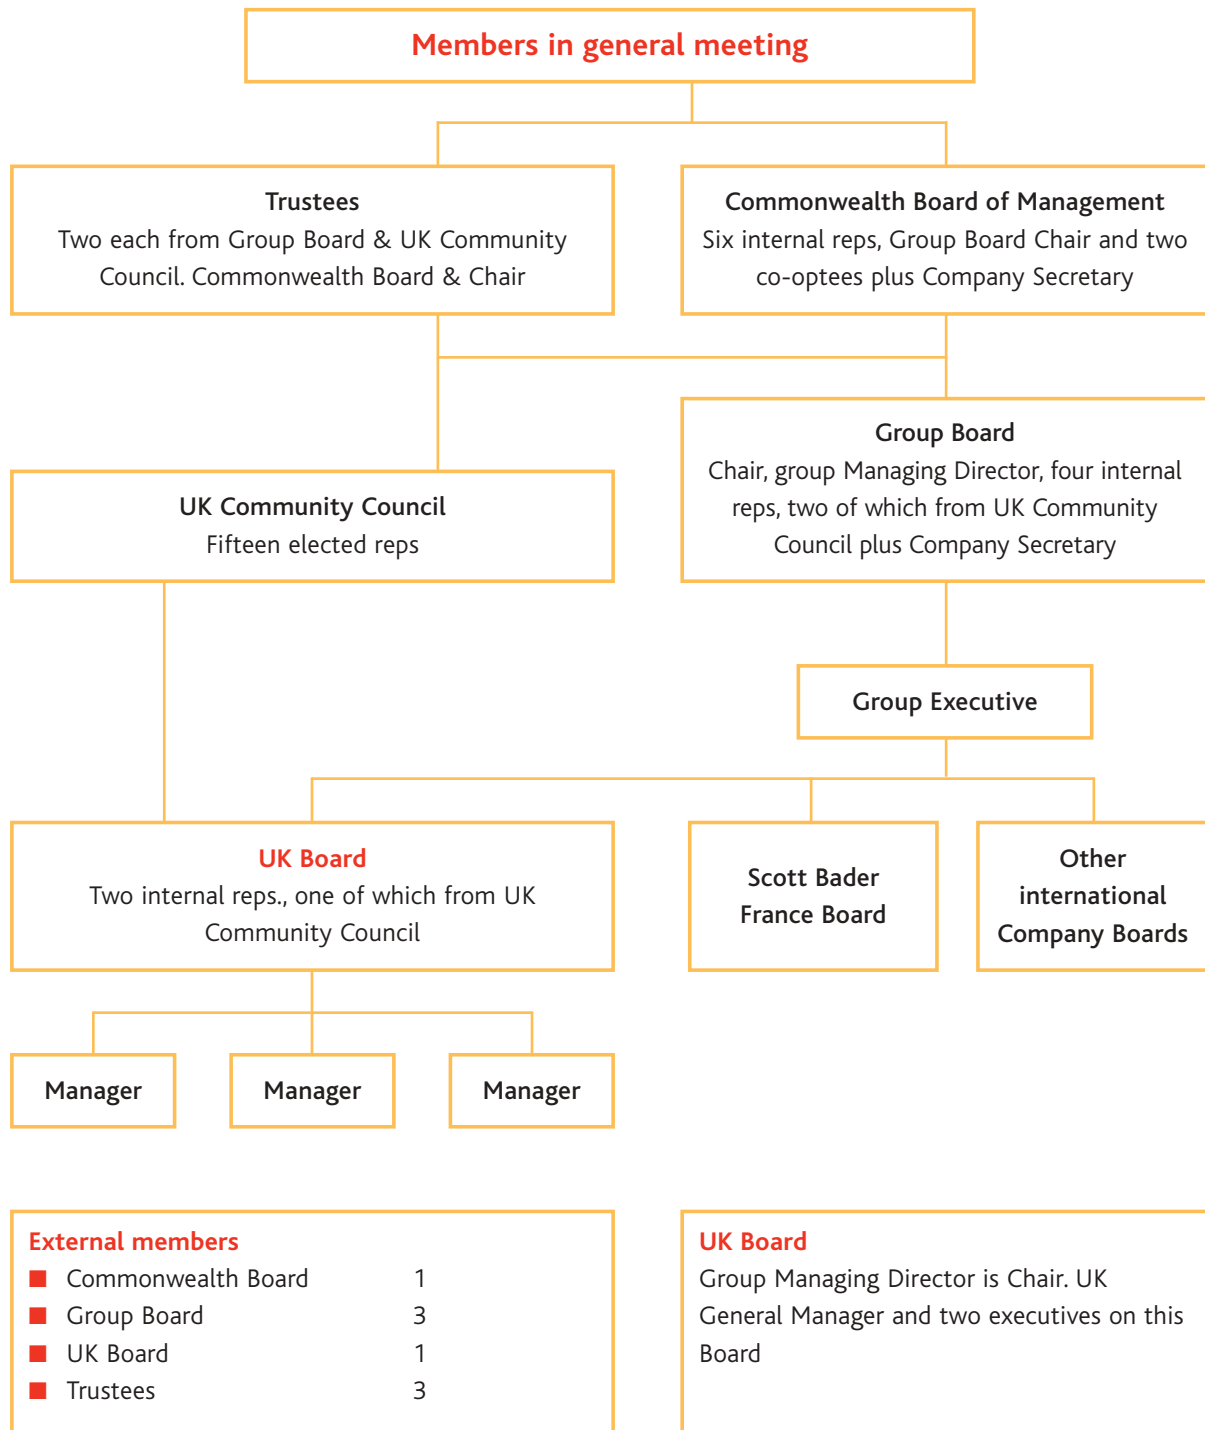 Members in general meeting
Trustees
Two each from Group Board & UK Community
Council. Commonwealth Board & Chair
Commonwealth Board of Management
Six internal reps, Group Board Chair and two
co-optees plus Company Secretary
Group Board
Chair, group Managing Director, four internal
reps, two of which from UK Community
Council plus Company Secretary
UK Community Council
Fifteen elected reps
Group Executive
UK Board
Two internal reps., one of which from UK
Community Council
Scott Bader
France Board
Other
international
Company Boards
Manager
Manager
Manager
External members
Commonwealth Board 1
Group Board 3
UK Board 1
Trustees 3
UK Board
Group Managing Director is Chair. UK
General Manager and two executives on this
Board